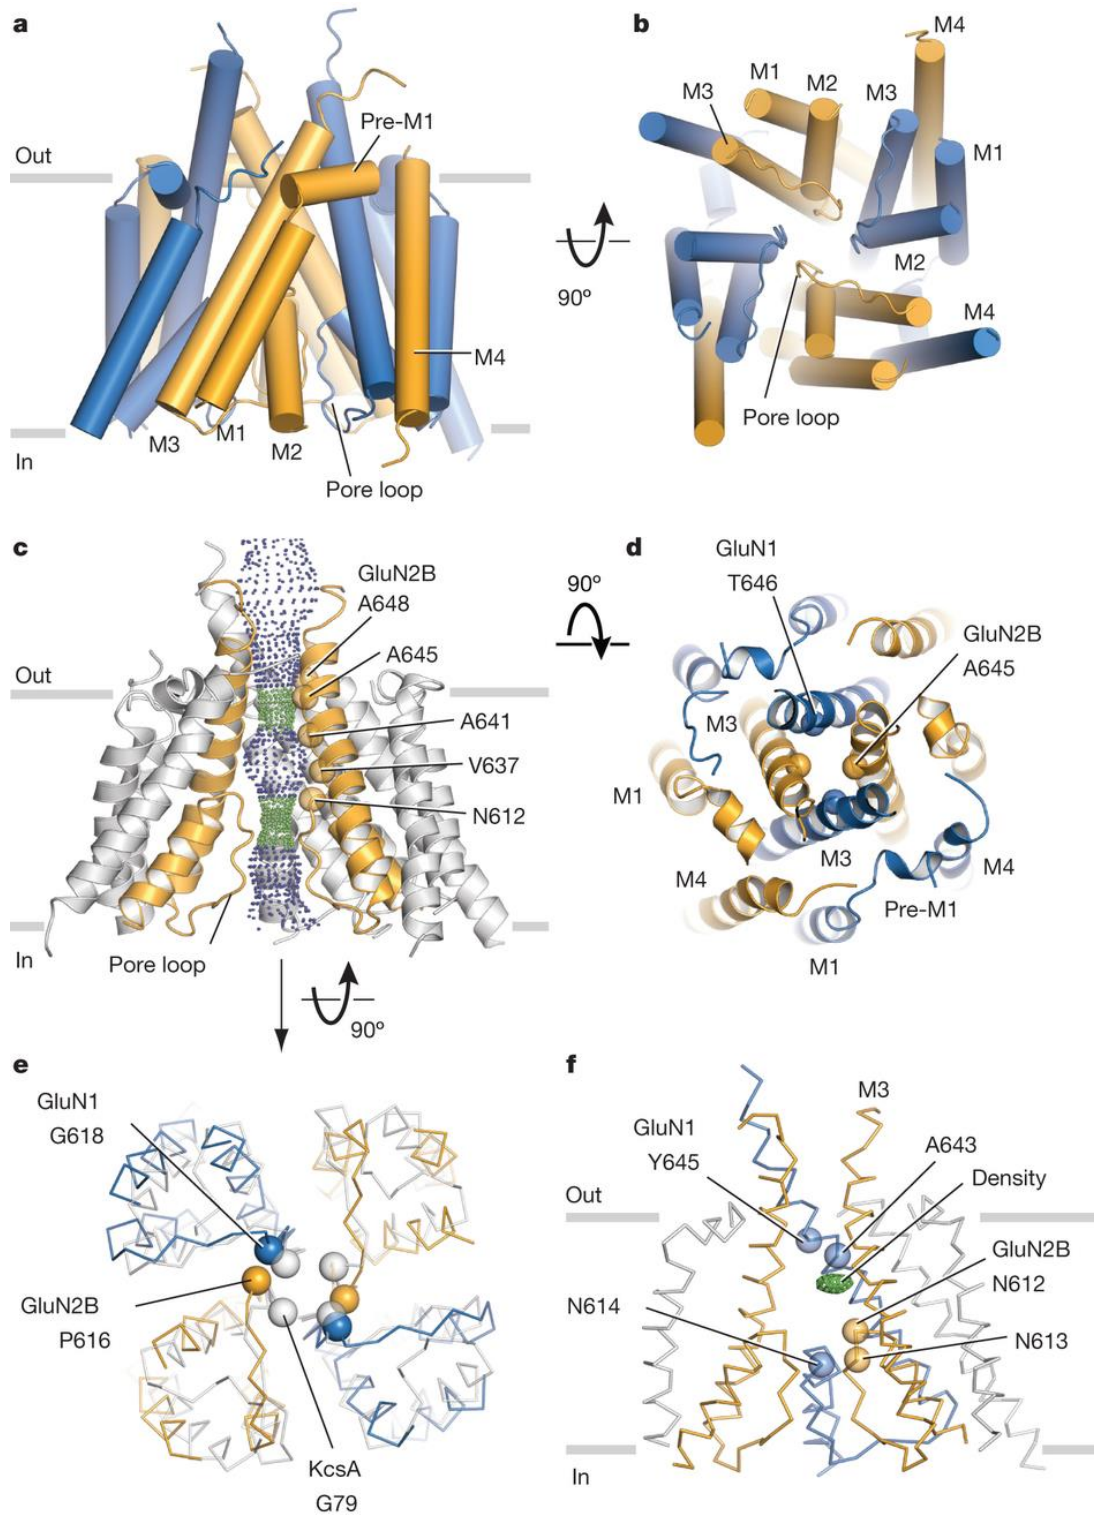 a
Pre-M1
Out
M4
M3
M1
M2
In
Pore loop
b
M4
M1
M2
M3
M3
M1
90º
M2
M4
Pore loop
c
GluN2B
A648
A645
Out
A641
V637
N612
In
Pore loop
90º
d
90º
GluN1
T646
GluN2B
A645
M3
M1
M3
M4
M4
Pre-M1
M1
e
GluN1
G618
GluN2B
P616
KcsA
G79
f
M3
GluN1
Y645
A643
Density
Out
GluN2B
N612
N614
N613
In